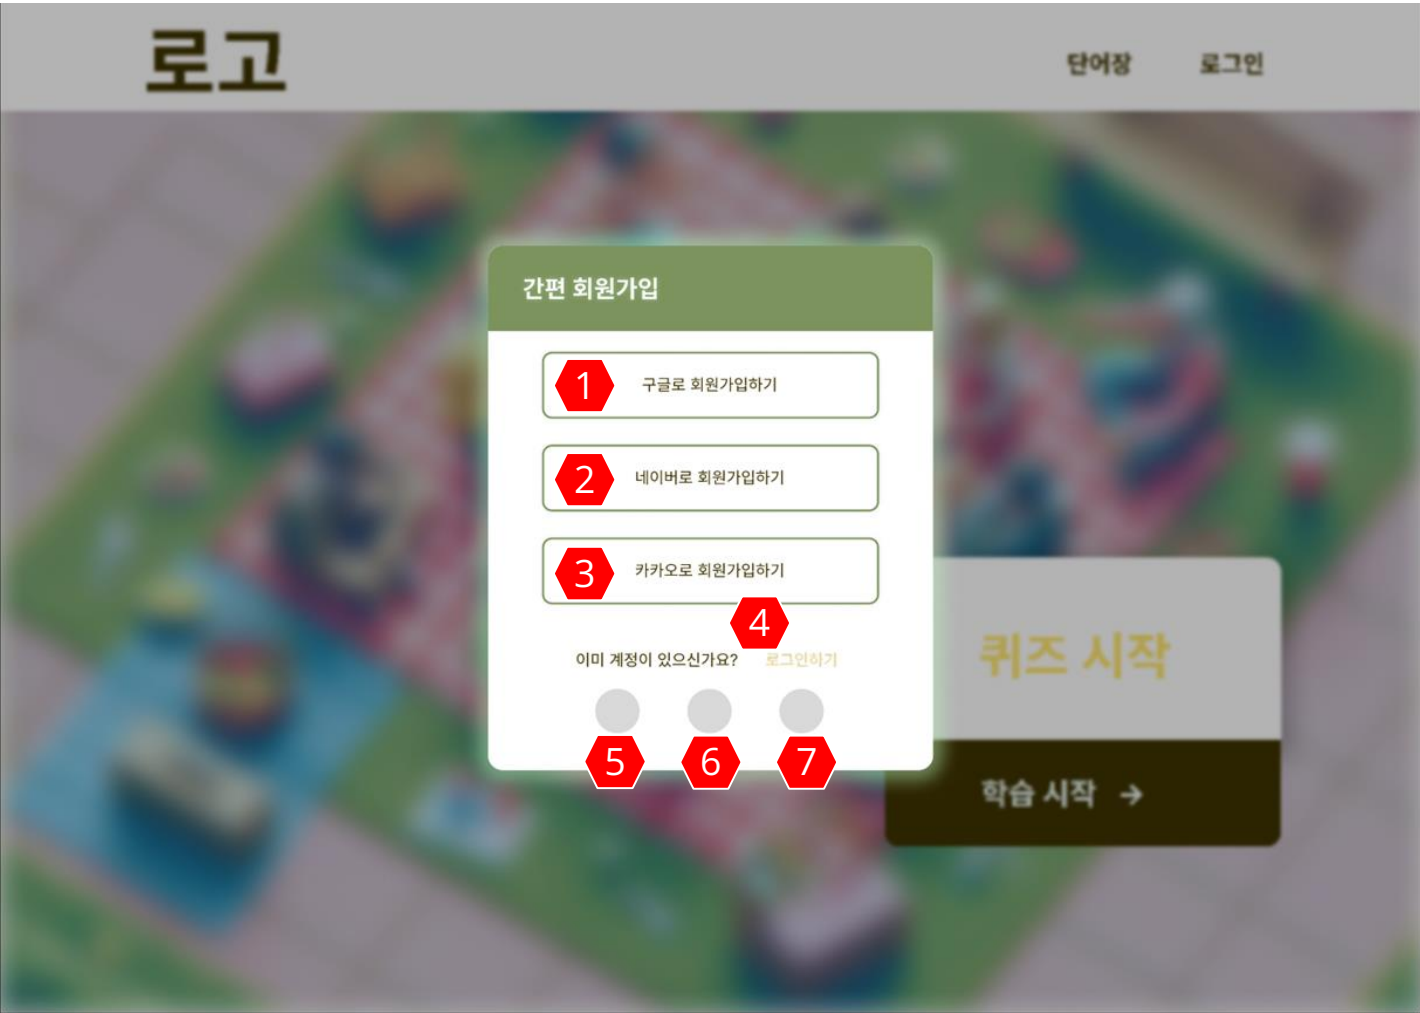 로고
단어장 로그인
간편 회원가입
1 구글로 회원가입하기
2 네이버로 회원가입하기
3 카카오로 회원가입하기
4
이미 계정이 있으신가요? 로그인하기
5 6 7
퀴즈 시작
학습 시작 →